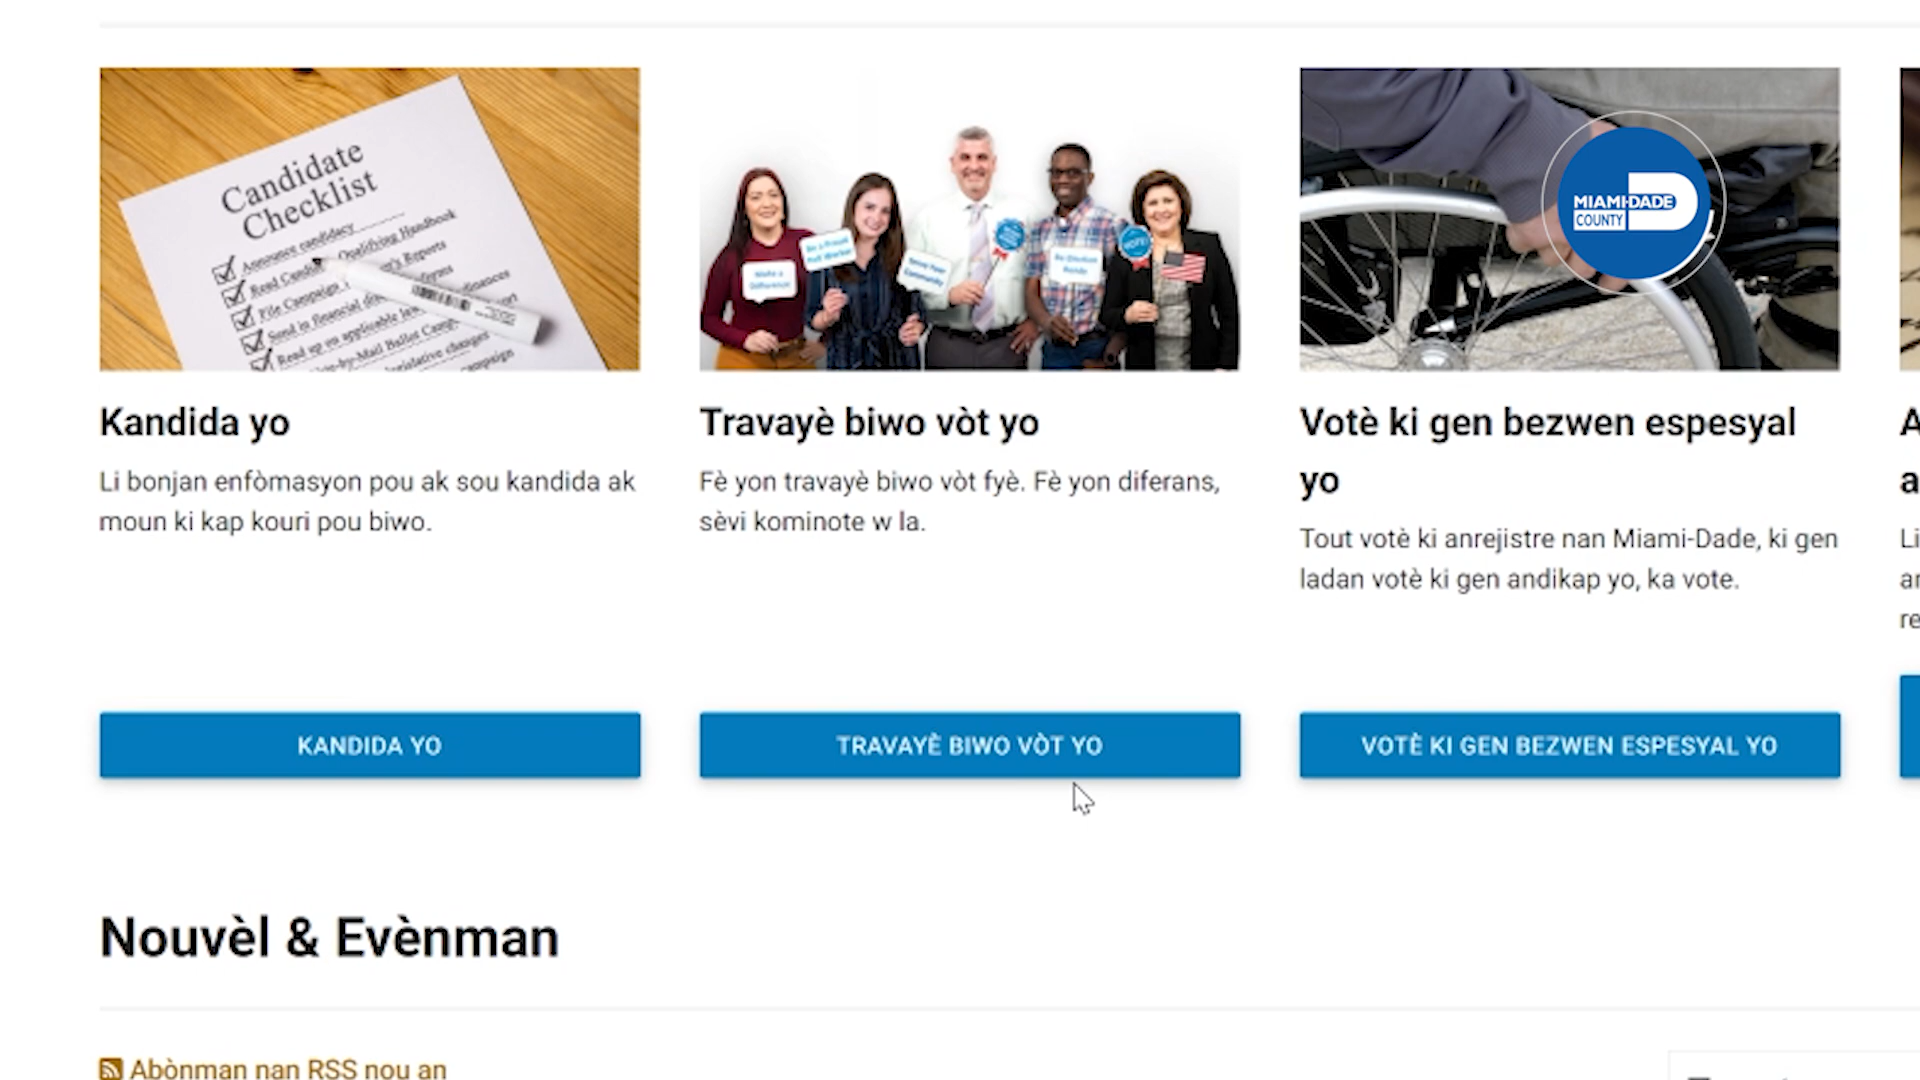 Candidate
Checklist
Announce candidacy
Qualifying Handbook
MIAMI-DADE
COUNTY
Kandida yo
Li bonjan enfòmasyon pou ak sou kandida ak
moun ki kap kouri pou biwo.
KANDIDA YO
Travayè biwo vòt yo
Fè yon travayè biwo vòt fyè. Fè yon diferans,
sèvi kominote w la.
TRAVAYÈ BIWO VÒT YO
Votè ki gen bezwen espesyal
yo
Tout votè ki anrejistre nan Miami-Dade, ki gen
ladan votè ki gen andikap yo, ka vote.
VOTÈ KI GEN BEZWEN ESPESYAL YO
Nouvèl & Evènman
Abònman nan RSS nou an